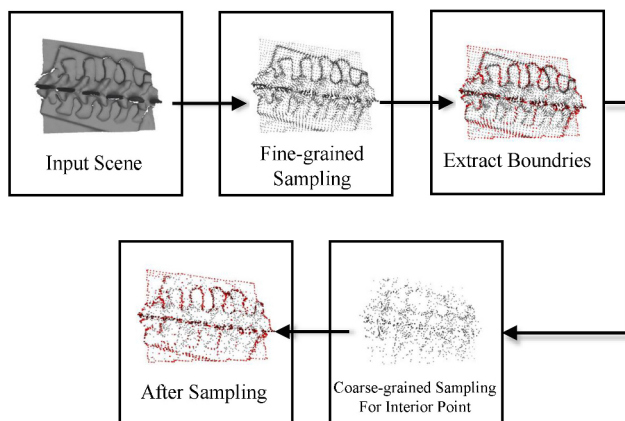 Input Scene
Fine-grained
Sampling
Extract Boundries
Coarse-grained Sampling
For Interior Point
After Sampling